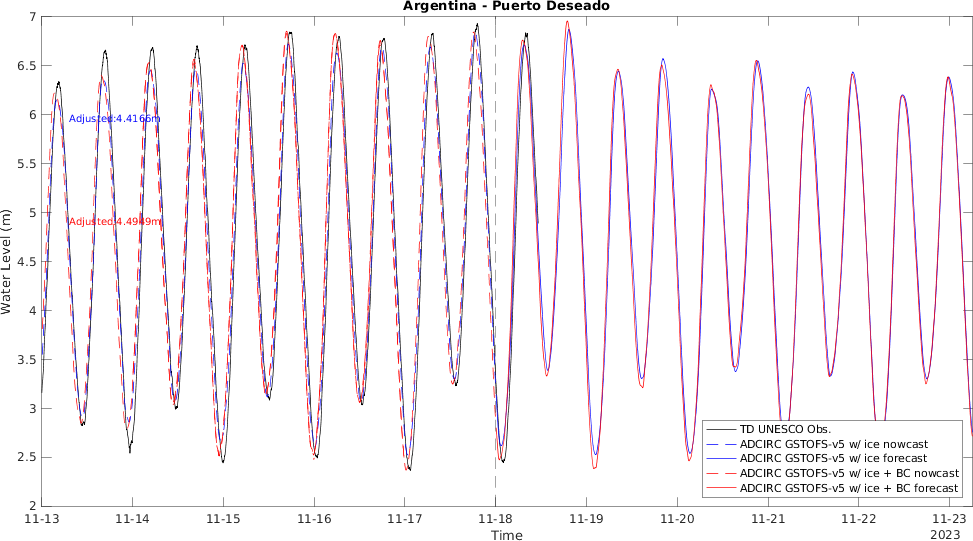 Argentina - Puerto Deseado
Water Level (m)
7
6.5
6
5.5
5
4.5
4
3.5
3
2.5
2
Adjusted:4.4166m
Adjusted:4.4949m
TD UNESCO Obs.
ADCIRC GSTOFS-v5 w/ ice nowcast
ADCIRC GSTOFS-v5 w/ ice forecast
ADCIRC GSTOFS-v5 w/ ice + BC nowcast
ADCIRC GSTOFS-v5 w/ ice + BC forecast
11-13 11-14 11-15 11-16 11-17 11-18 11-19 11-20 11-21 11-22 11-23
Time
2023